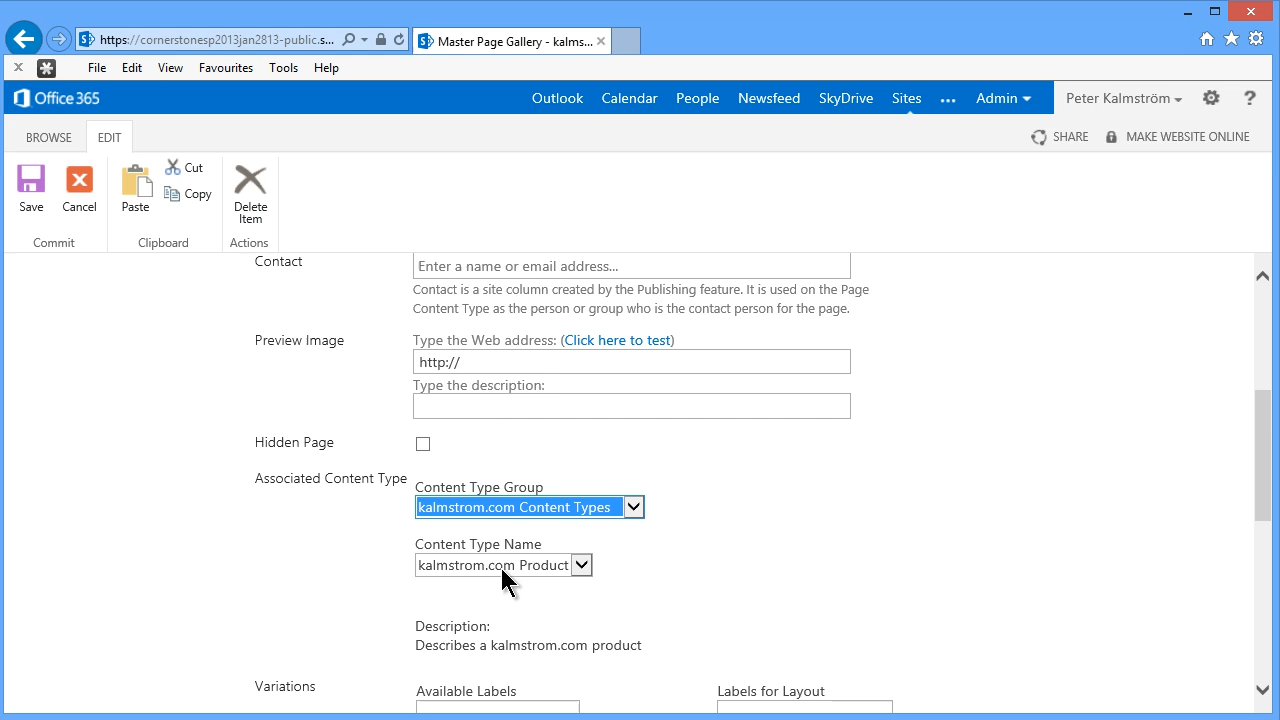 https://cornerstonesp2013jan2813-public.s...
Master Page Gallery - kalms...
File Edit View Favourites Tools Help
Office 365
Outlook Calendar People Newsfeed SkyDrive Sites ... Admin Peter Kalmström ?
BROWSE EDIT SHARE MAKE WEBSITE ONLINE
Save Cancel Paste Cut Copy Delete Item
Commit Clipboard Actions
Contact
Enter a name or email address...
Contact is a site column created by the Publishing feature. It is used on the Page
Content Type as the person or group who is the contact person for the page.
Preview Image
Type the Web address: (Click here to test)
http://
Type the description:
Hidden Page
Associated Content Type
Content Type Group
kalmstrom.com Content Types
Content Type Name
kalmstrom.com Product
Description:
Describes a kalmstrom.com product
Variations
Available Labels
Labels for Layout